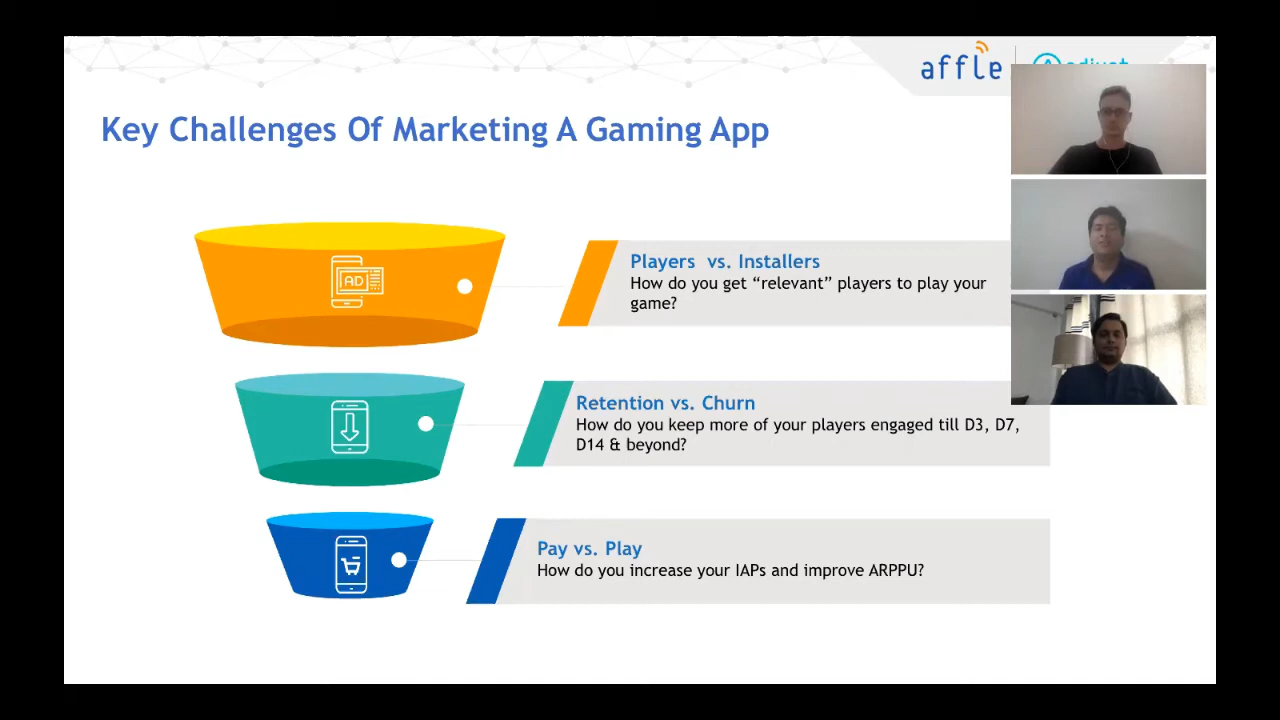 affle
Key Challenges Of Marketing A Gaming App
AD
Players vs. Installers
How do you get “relevant” players to play your
game?
Retention vs. Churn
How do you keep more of your players engaged till D3, D7,
D14 & beyond?
Pay vs. Play
How do you increase your IAPs and improve ARPPU?